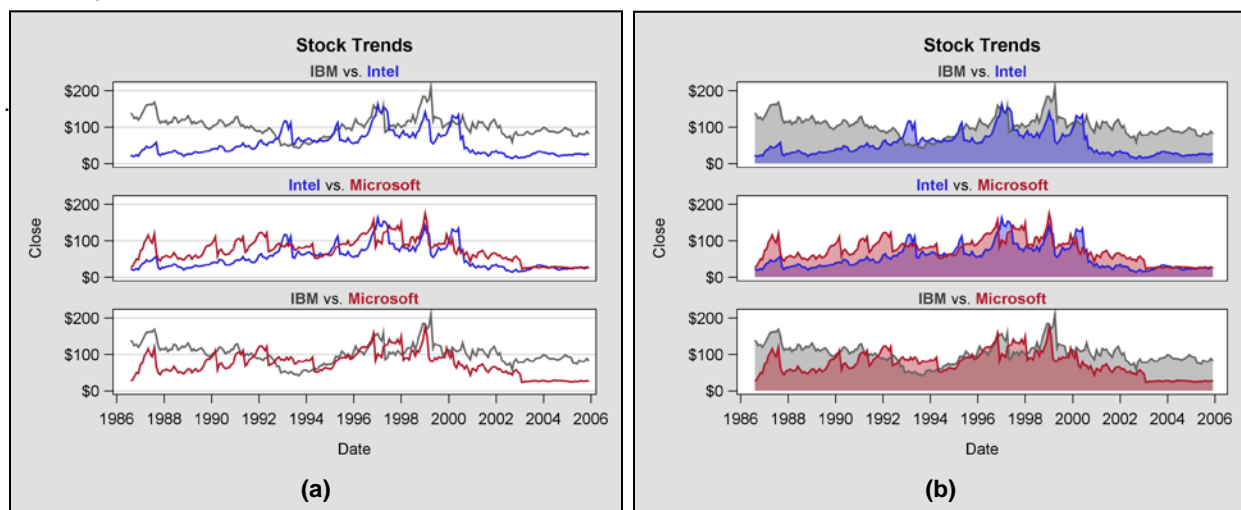 Stock Trends
IBM vs. Intel
$200
$100
$0
Intel vs. Microsoft
$200
$100
$0
Close
IBM vs. Microsoft
$200
$100
$0
1986 1988 1990 1992 1994 1996 1998 2000 2002 2004 2006
Date
(a)
Stock Trends
IBM vs. Intel
$200
$100
$0
Intel vs. Microsoft
$200
$100
$0
Close
IBM vs. Microsoft
$200
$100
$0
1986 1988 1990 1992 1994 1996 1998 2000 2002 2004 2006
Date
(b)